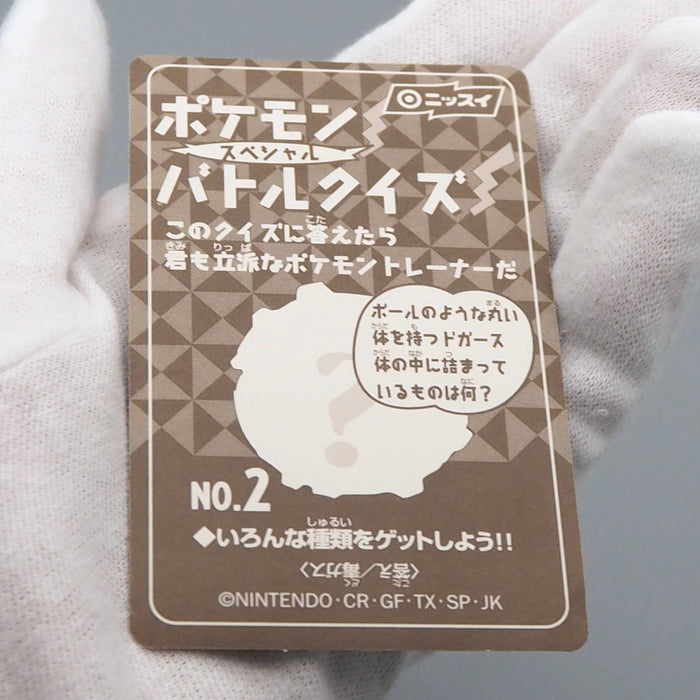 ニッスイ
ポケモン
スペシャル
バトルクイズ
このクイズに答えたら
君も立派なポケモントレーナーだ
ボールのような丸い
体を持つドガース
体の中に詰まって
いるものは何?
NO.2
◆いろんな種類をゲットしよう!!
〈答え/毒ガス〉
©NINTENDO・CR・GF・TX・SP・JK